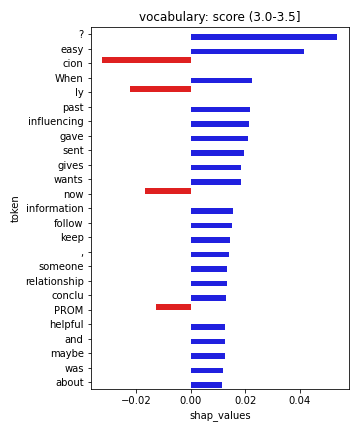 vocabulary: score (3.0-3.5]
?
easy
cion
When
ly
past
influencing
gave
sent
gives
wants
now
information
follow
keep
,
someone
relationship
conclu
PROM
helpful
and
maybe
was
about
token
−0.02 0.00 0.02 0.04
shap_values